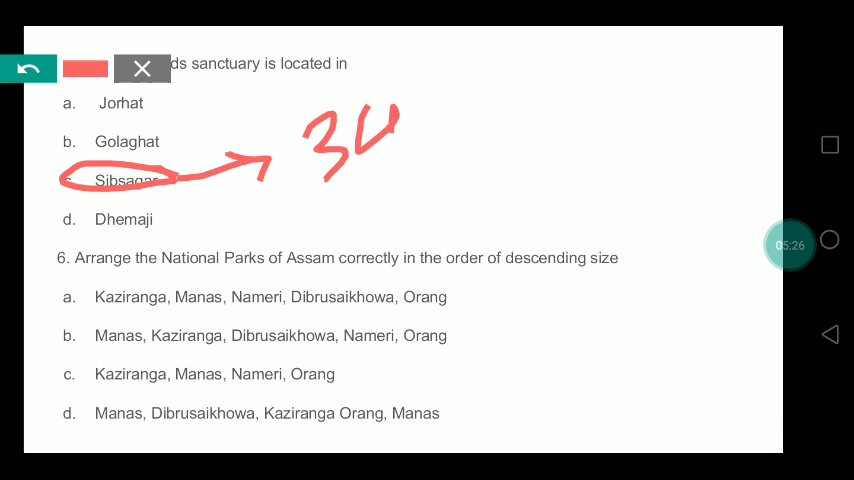 ds sanctuary is located in
a. Jorhat
b. Golaghat
c. Sibsagar
d. Dhemaji
05:26
6. Arrange the National Parks of Assam correctly in the order of descending size
a. Kaziranga, Manas, Nameri, Dibrusaikhowa, Orang
b. Manas, Kaziranga, Dibrusaikhowa, Nameri, Orang
c. Kaziranga, Manas, Nameri, Orang
d. Manas, Dibrusaikhowa, Kaziranga Orang, Manas